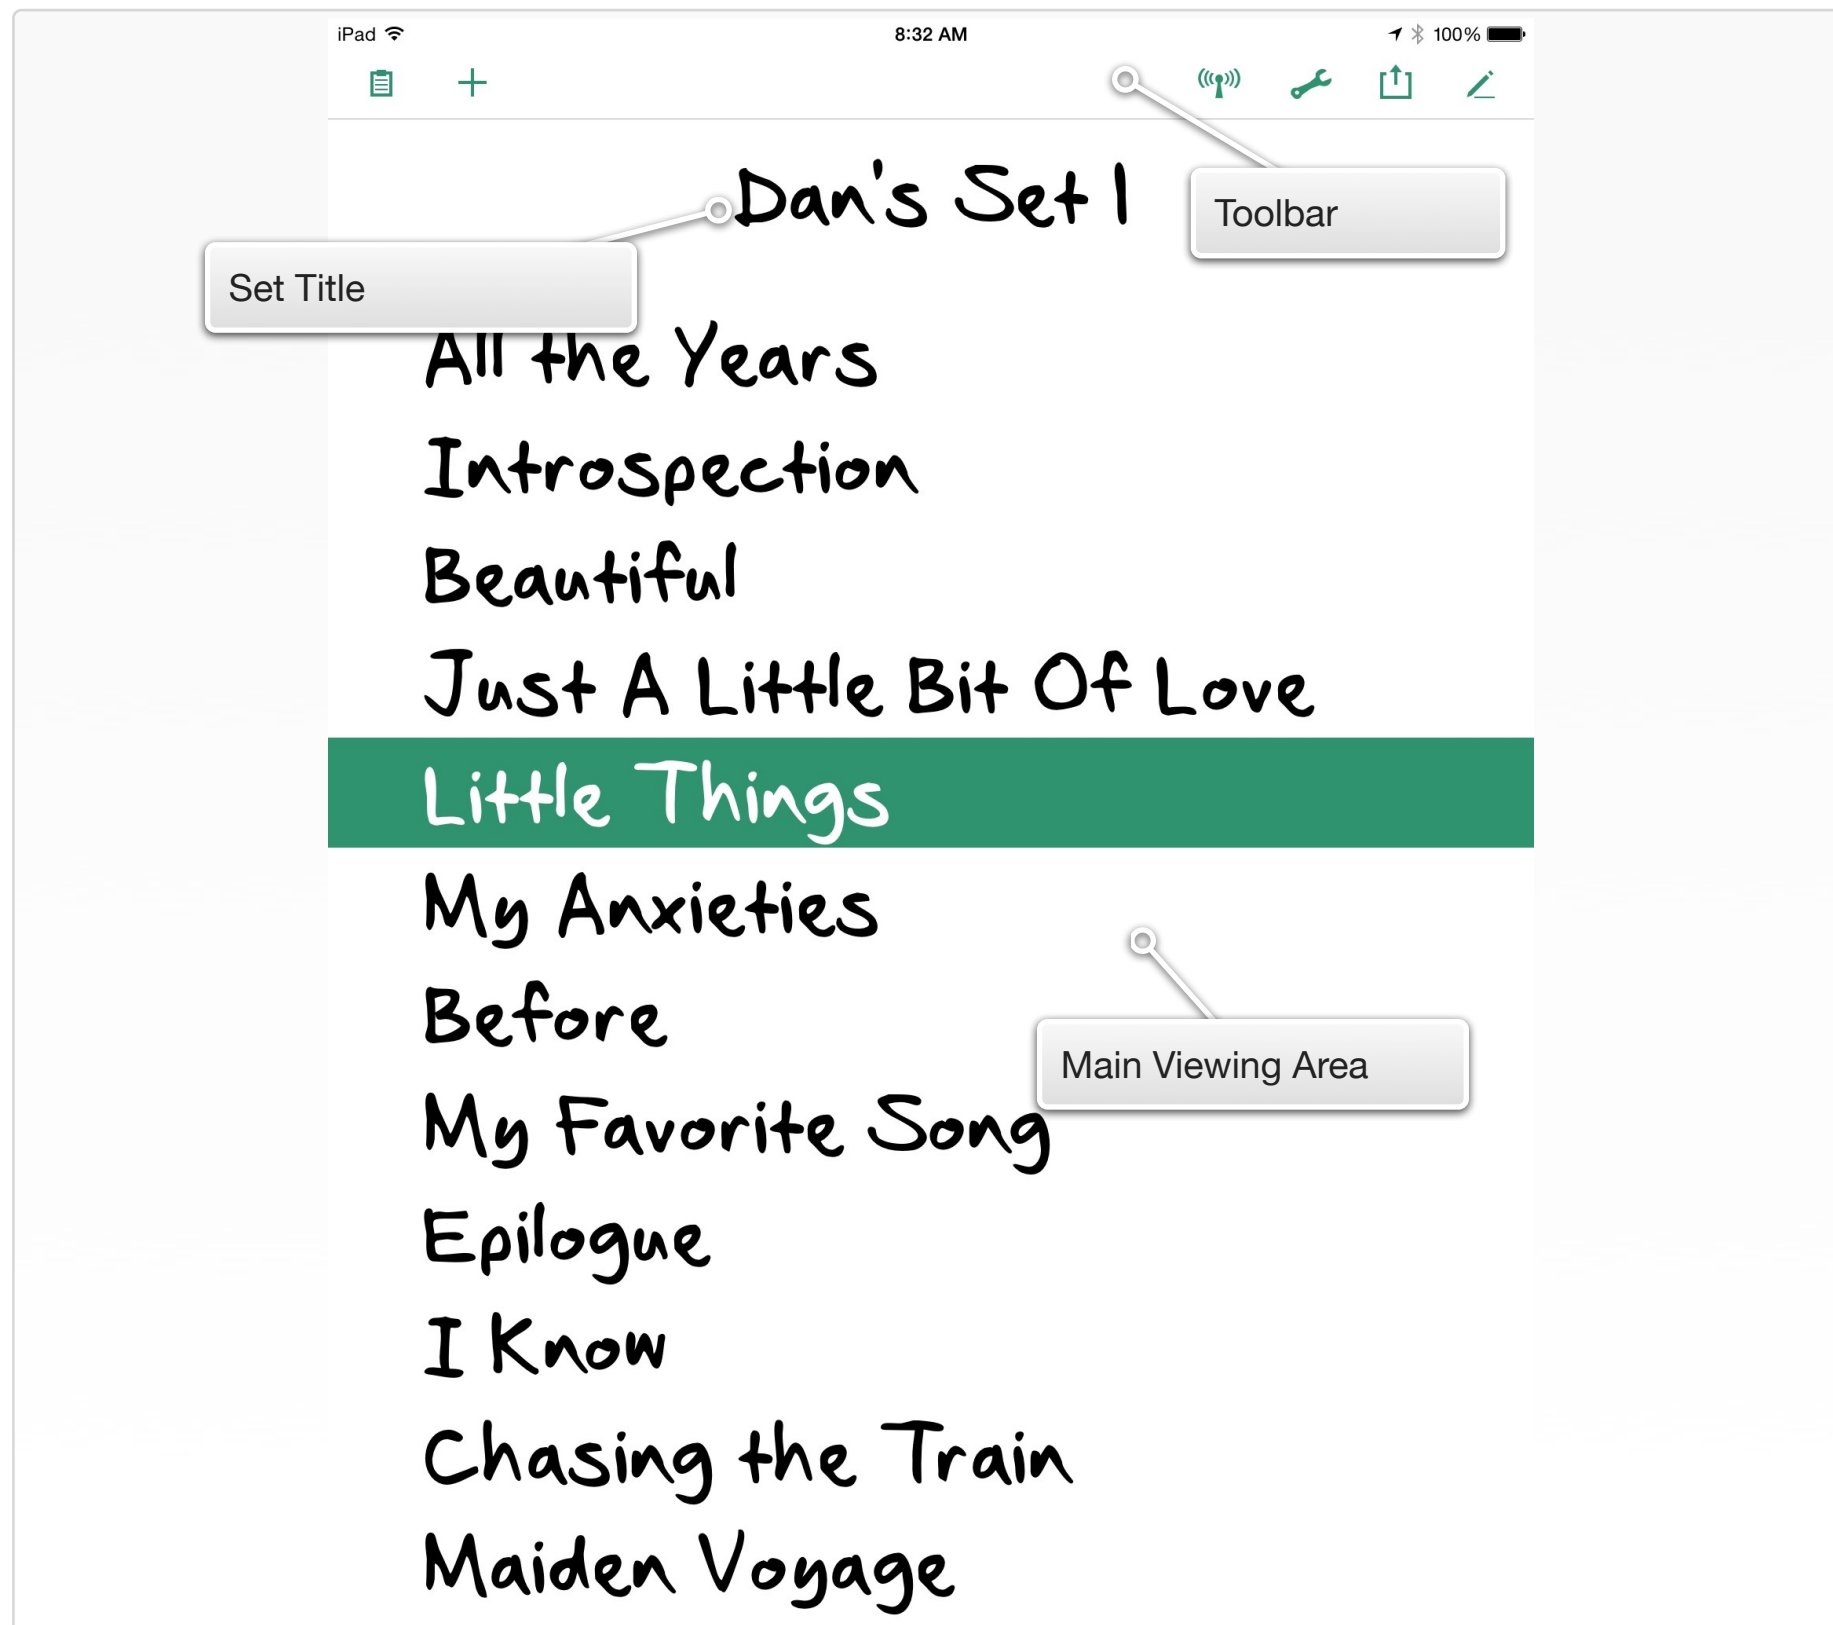 iPad 8:32 AM 100%
Dan's Set 1
Toolbar
Set Title
All the Years
Introspection
Beautiful
Just A Little Bit Of Love
Little Things
My Anxieties
Before
Main Viewing Area
My Favorite Song
Epilogue
I Know
Chasing the Train
Maiden Voyage